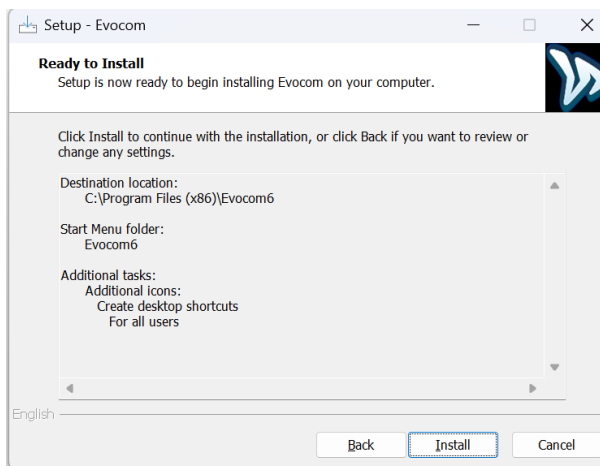 Setup - Evocom
Ready to Install
Setup is now ready to begin installing Evocom on your computer.
Click Install to continue with the installation, or click Back if you want to review or
change any settings.
Destination location:
C:\Program Files (x86)\Evocom6
Start Menu folder:
Evocom6
Additional tasks:
Additional icons:
Create desktop shortcuts
For all users
English
Back
Install
Cancel